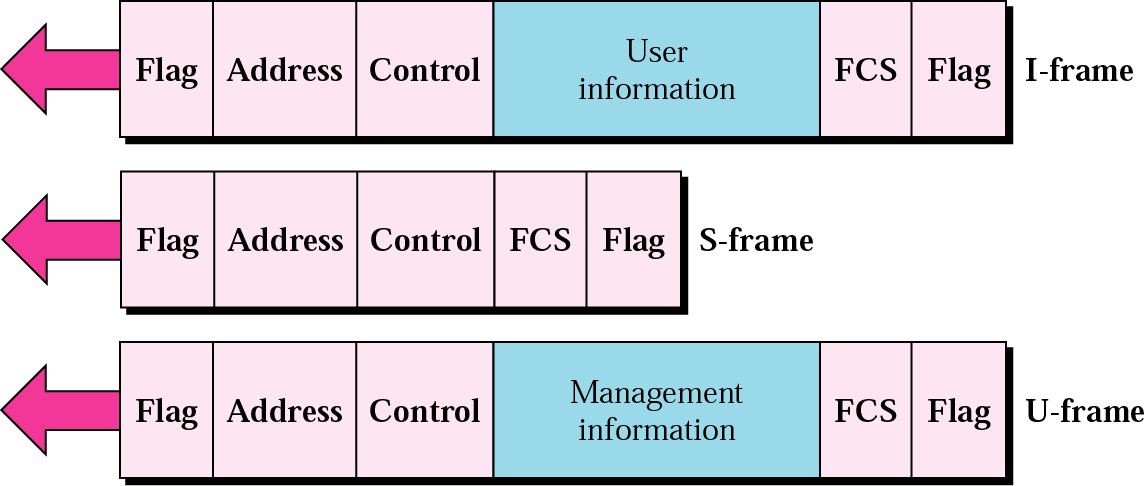 Flag Address Control User information FCS Flag I-frame
Flag Address Control FCS Flag S-frame
Flag Address Control Management information FCS Flag U-frame